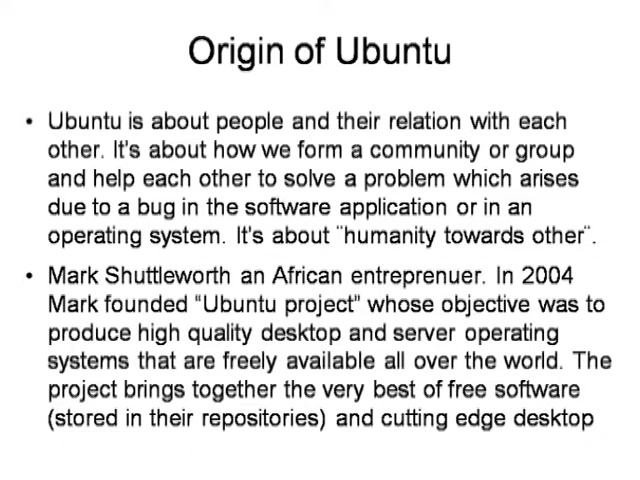 Origin of Ubuntu
• Ubuntu is about people and their relation with each
other. It's about how we form a community or group
and help each other to solve a problem which arises
due to a bug in the software application or in an
operating system. It's about ¨humanity towards other¨.
• Mark Shuttleworth an African entreprenuer. In 2004
Mark founded “Ubuntu project” whose objective was to
produce high quality desktop and server operating
systems that are freely available all over the world. The
project brings together the very best of free software
(stored in their repositories) and cutting edge desktop